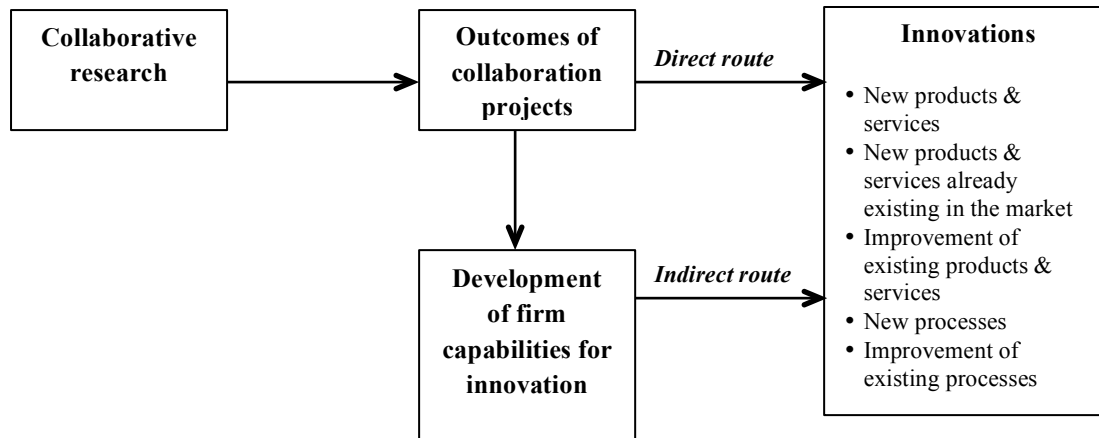 Collaborative
research
Outcomes of
collaboration
projects
Direct route
Development
of firm
capabilities for
innovation
Indirect route
Innovations
• New products &
services
• New products &
services already
existing in the market
• Improvement of
existing products &
services
• New processes
• Improvement of
existing processes